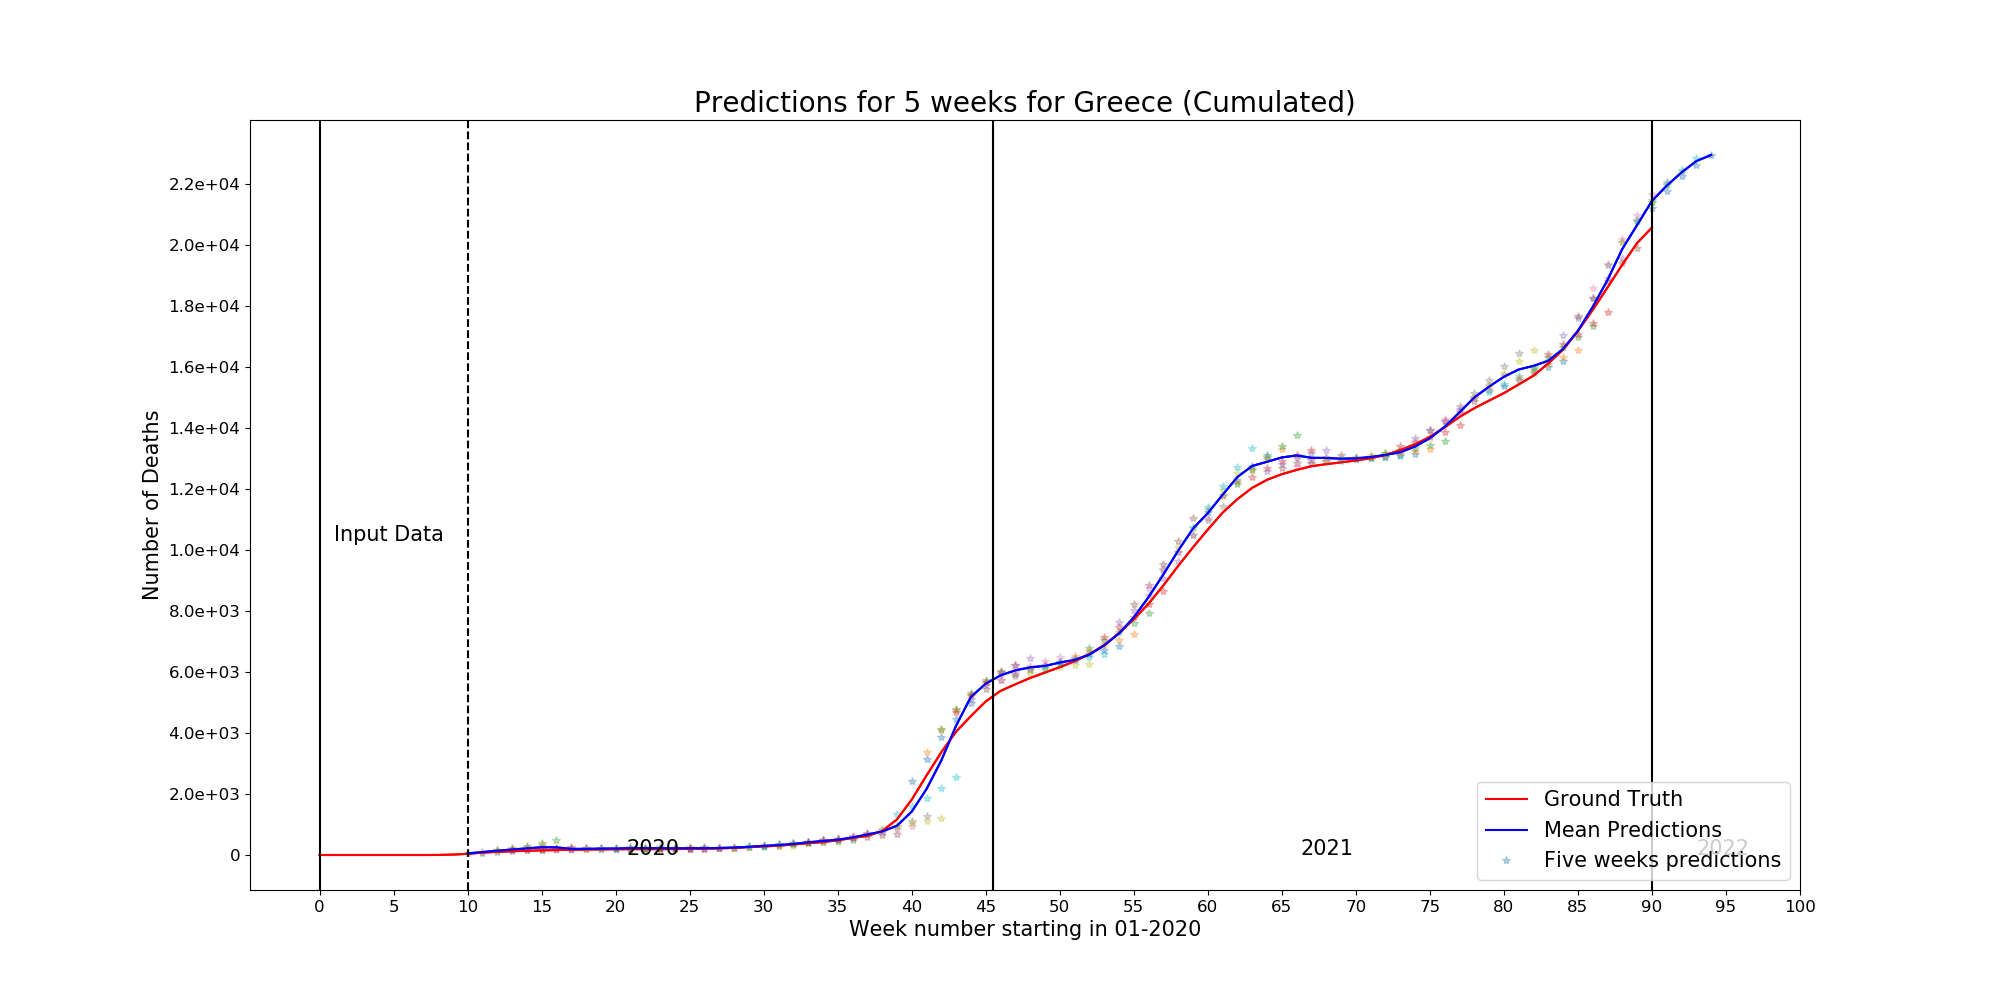 Predictions for 5 weeks for Greece (Cumulated)
Number of Deaths
2.2e+04
2.0e+04
1.8e+04
1.6e+04
1.4e+04
1.2e+04
1.0e+04
8.0e+03
6.0e+03
4.0e+03
2.0e+03
0
Input Data
2020
2021
2022
Ground Truth
Mean Predictions
Five weeks predictions
0 5 10 15 20 25 30 35 40 45 50 55 60 65 70 75 80 85 90 95 100
Week number starting in 01-2020